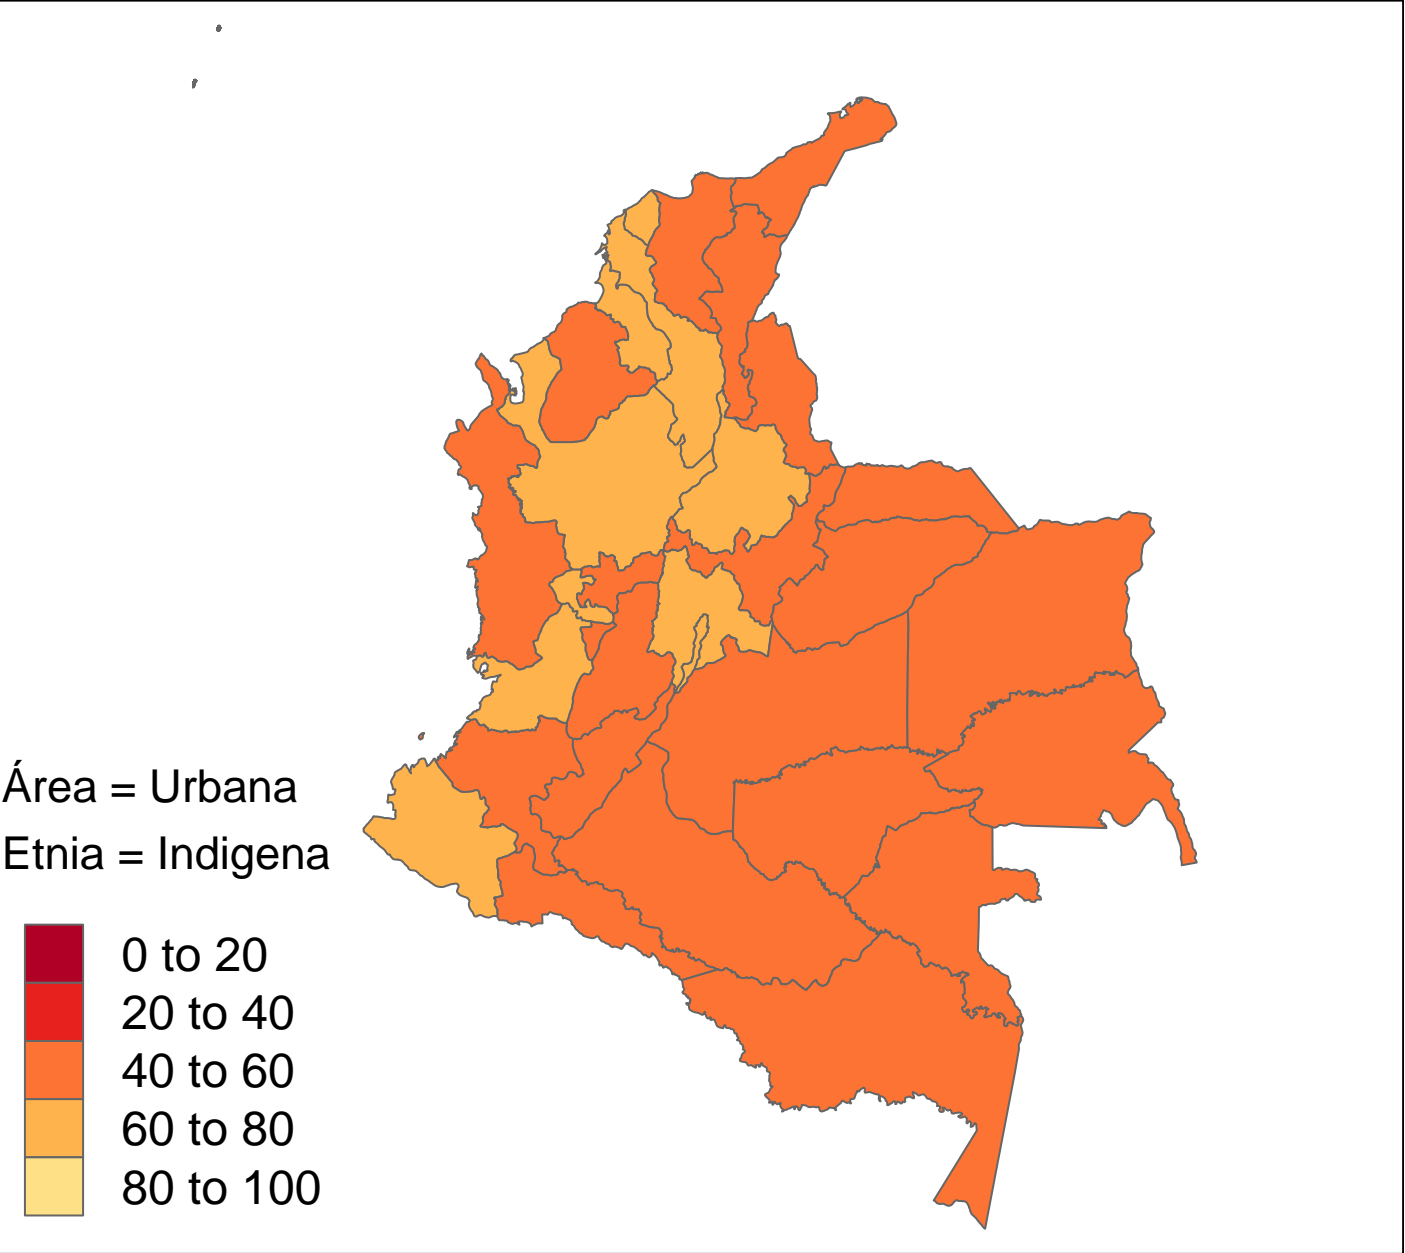 Área = Urbana
Etnia = Indigena
0 to 20
20 to 40
40 to 60
60 to 80
80 to 100